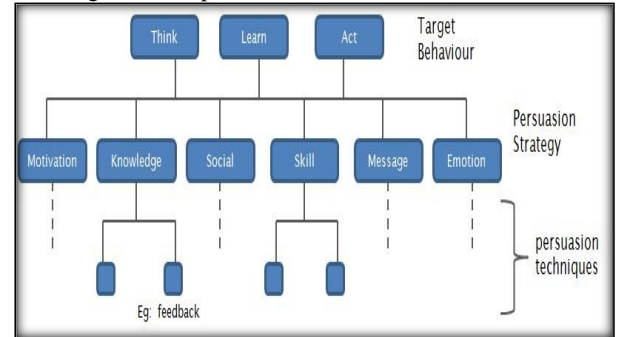 Think
Learn
Act
Target
Behaviour
Persuasion
Strategy
Motivation
Knowledge
Social
Skill
Message
Emotion
persuasion
techniques
Eg: feedback